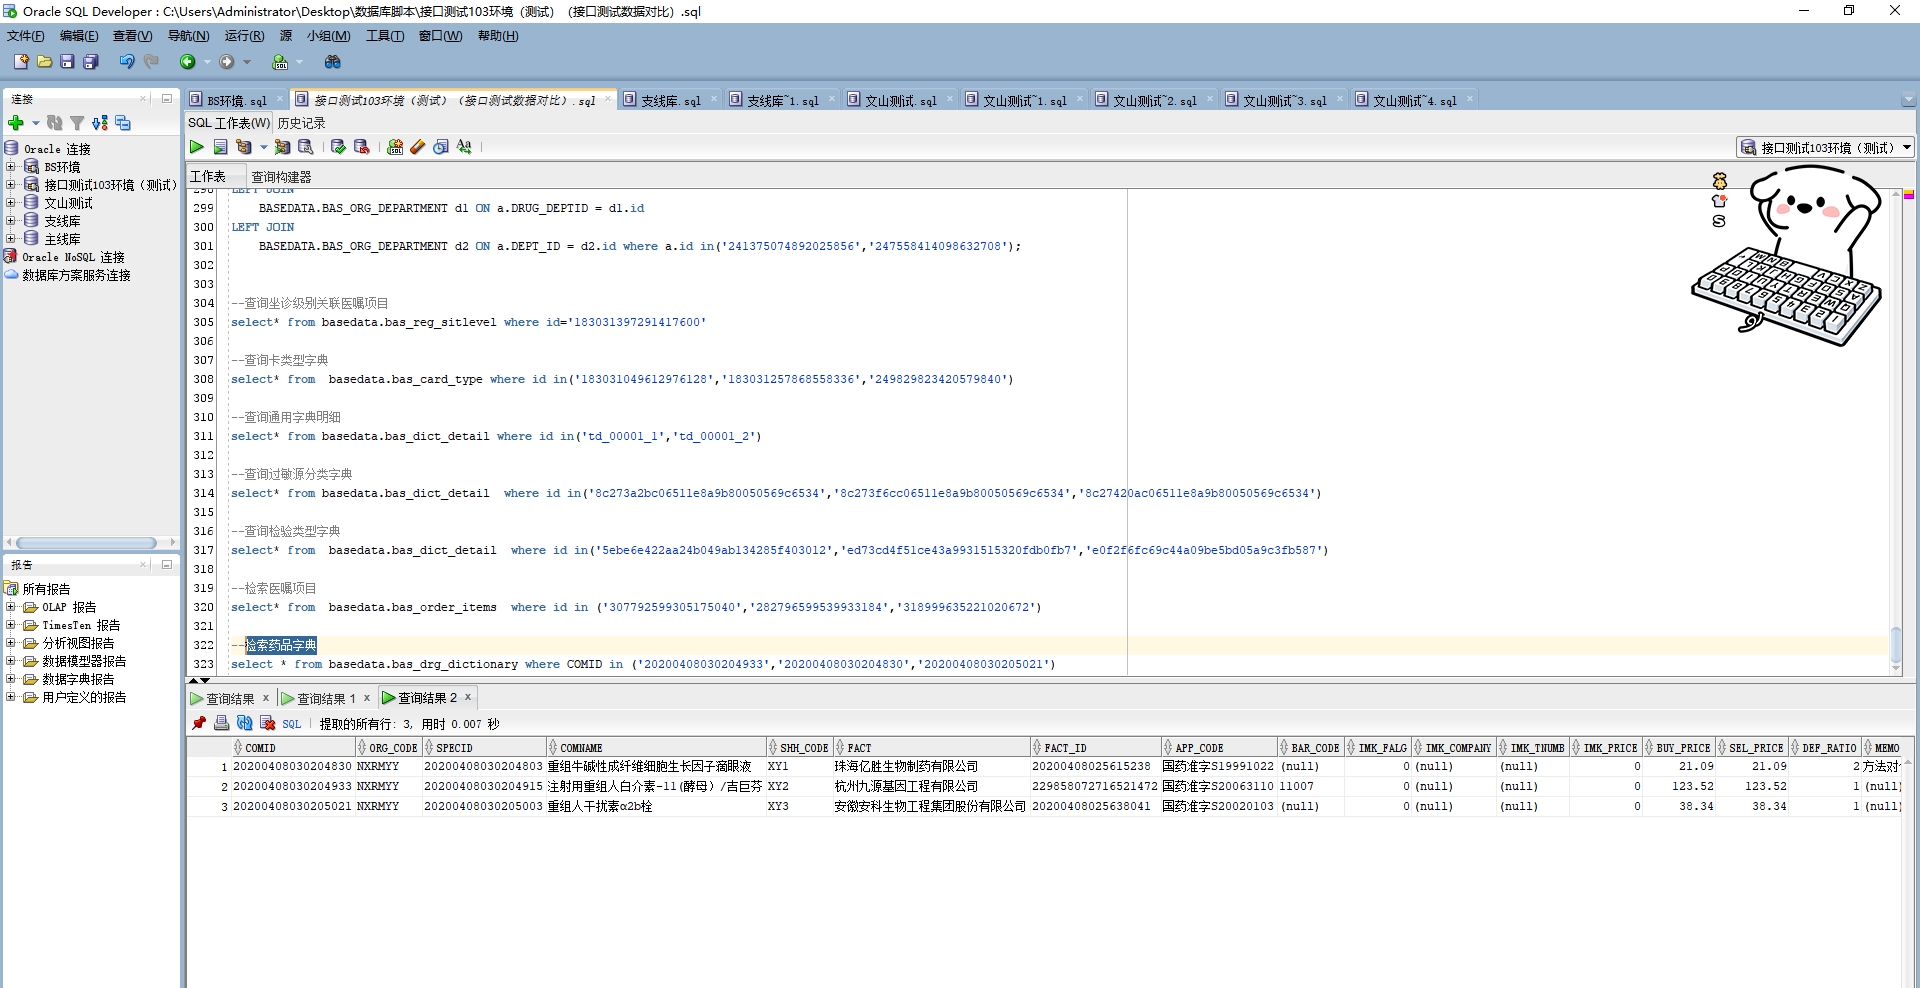 Oracle SQL Developer : C:\Users\Administrator\Desktop\数据库脚本\接口测试103环境（测试）（接口测试数据对比）.sql
文件(F) 编辑(E) 查看(V) 导航(N) 运行(R) 源 小组(M) 工具(T) 窗口(W) 帮助(H)
连接
BS环境.sql 接口测试103环境（测试）（接口测试数据对比）.sql 支线库.sql 支线库~1.sql 文山测试.sql 文山测试~1.sql 文山测试~2.sql 文山测试~3.sql 文山测试~4.sql
SQL 工作表(W) 历史记录
接口测试103环境（测试）
工作表 查询构建器
Oracle 连接
BS环境
接口测试103环境（测试）
文山测试
支线库
主线库
Oracle NoSQL 连接
数据库方案服务连接
报告
所有报告
OLAP 报告
TimesTen 报告
分析视图报告
数据模型器报告
数据字典报告
用户定义的报告
298 LEFT JOIN
299 BASEDATA.BAS_ORG_DEPARTMENT d1 ON a.DRUG_DEPTID = d1.id
300 LEFT JOIN
301 BASEDATA.BAS_ORG_DEPARTMENT d2 ON a.DEPT_ID = d2.id where a.id in('241375074892025856','247558414098632708');
302
303
304 --查询坐诊级别关联医嘱项目
305 select* from basedata.bas_reg_sitlevel where id='183031397291417600'
306
307 --查询卡类型字典
308 select* from basedata.bas_card_type where id in('183031049612976128','183031257868558336','249829823420579840')
309
310 --查询通用字典明细
311 select* from basedata.bas_dict_detail where id in('td_00001_1','td_00001_2')
312
313 --查询过敏源分类字典
314 select* from basedata.bas_dict_detail where id in('8c273a2bc06511e8a9b80050569c6534','8c273f6cc06511e8a9b80050569c6534','8c27420ac06511e8a9b80050569c6534')
315
316 --查询检验类型字典
317 select* from basedata.bas_dict_detail where id in('5ebe6e422aa24b049ab134285f403012','ed73cd4f51ce43a9931515320fdb0fb7','e0f2f6fc69c44a09be5bd05a9c3fb587')
318
319 --检索医嘱项目
320 select* from basedata.bas_order_items where id in ('307792599305175040','282796599539933184','318999635221020672')
321
322 --检索药品字典
323 select * from basedata.bas_drg_dictionary where COMID in ('20200408030204933','20200408030204830','20200408030205021')
查询结果 查询结果 1 查询结果 2
SQL 提取的所有行: 3, 用时 0.007 秒
COMID ORG_CODE SPECID COMNAME SHH_CODE FACT FACT_ID APP_CODE BAR_CODE IMK_FALG IMK_COMPANY IMK_TNUMB IMK_PRICE BUY_PRICE SEL_PRICE DEF_RATIO MEMO
1 20200408030204830 NXRMYY 20200408030204803 重组牛碱性成纤维细胞生长因子滴眼液 XY1 珠海亿胜生物制药有限公司 20200408025615238 国药准字S19991022 (null) 0 (null) (null) 0 21.09 21.09 2 方法对
2 20200408030204933 NXRMYY 20200408030204915 注射用重组人白介素-11(酵母）/吉巨芬 XY2 杭州九源基因工程有限公司 229858072716521472 国药准字S20063110 11007 0 (null) (null) 0 123.52 123.52 1 (null)
3 20200408030205021 NXRMYY 20200408030205003 重组人干扰素α2b栓 XY3 安徽安科生物工程集团股份有限公司 20200408025638041 国药准字S20020103 (null) 0 (null) (null) 0 38.34 38.34 1 (null)